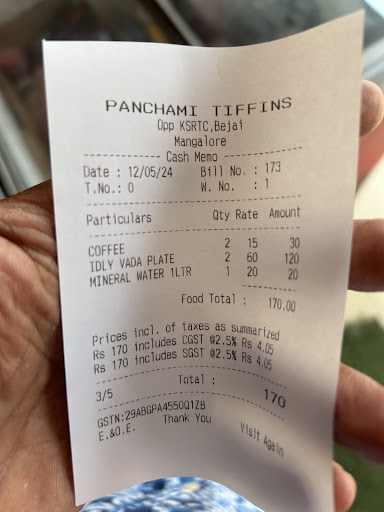 PANCHAMI TIFFINS
Opp KSRTC,Bejai
Mangalore
Cash Memo
Date : 12/05/24 Bill No. : 173
T.No.: 0 W. No. : 1
Particulars Qty Rate Amount
COFFEE 2 15 30
IDLY VADA PLATE 2 60 120
MINERAL WATER 1LTR 1 20 20
Food Total : 170.00
Prices incl. of taxes as summarized
Rs 170 includes CGST @2.5% Rs 4.05
Rs 170 includes SGST @2.5% Rs 4.05
3/5 Total : 170
GSTN:29ABGPA4550Q1ZB
E.&O.E. Thank You Visit Again